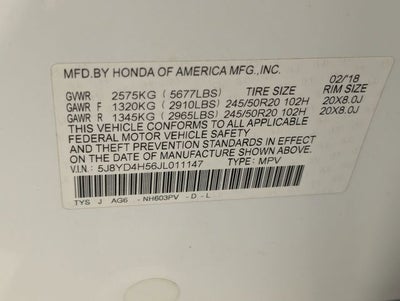 MFD.BY HONDA OF AMERICA MFG.,INC. 02/'18
GVWR 2575KG (5677LBS) TIRE SIZE RIM SIZE
GAWR F 1320KG (2910LBS) 245/50R20 102H 20X8.0J
GAWR R 1345KG (2965LBS) 245/50R20 102H 20X8.0J
THIS VEHICLE CONFORMS TO ALL APPLICABLE
FEDERAL MOTOR VEHICLE SAFETY
AND THEFT PREVENTION STANDARDS IN EFFECT
ON THE DATE OF MANUFACTURE SHOWN ABOVE.
V.I.N.: 5J8YD4H56JL011147 TYPE: MPV
TYS J AG6 -NH603PV -D -L